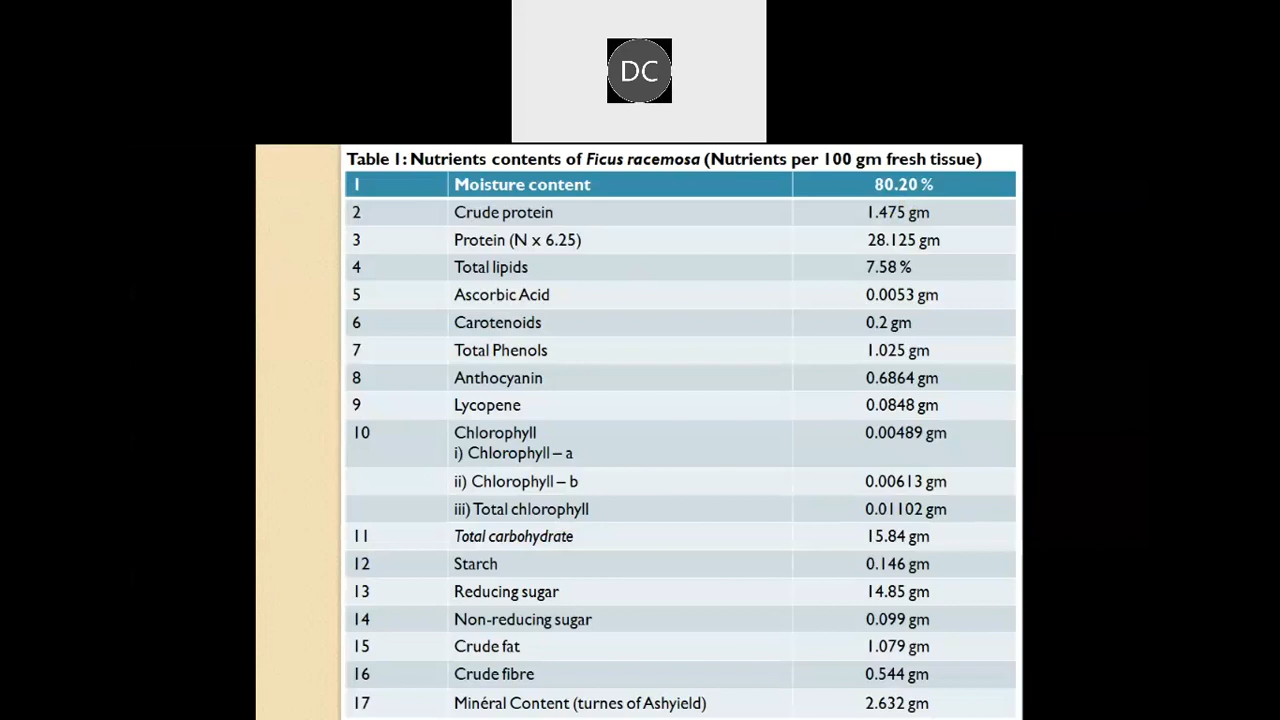 DC
Table 1: Nutrients contents of Ficus racemosa (Nutrients per 100 gm fresh tissue)
1 Moisture content 80.20 %
2 Crude protein 1.475 gm
3 Protein (N x 6.25) 28.125 gm
4 Total lipids 7.58 %
5 Ascorbic Acid 0.0053 gm
6 Carotenoids 0.2 gm
7 Total Phenols 1.025 gm
8 Anthocyanin 0.6864 gm
9 Lycopene 0.0848 gm
10 Chlorophyll 0.00489 gm
i) Chlorophyll – a
ii) Chlorophyll – b 0.00613 gm
iii) Total chlorophyll 0.01102 gm
11 Total carbohydrate 15.84 gm
12 Starch 0.146 gm
13 Reducing sugar 14.85 gm
14 Non-reducing sugar 0.099 gm
15 Crude fat 1.079 gm
16 Crude fibre 0.544 gm
17 Minéral Content (turnes of Ashyield) 2.632 gm